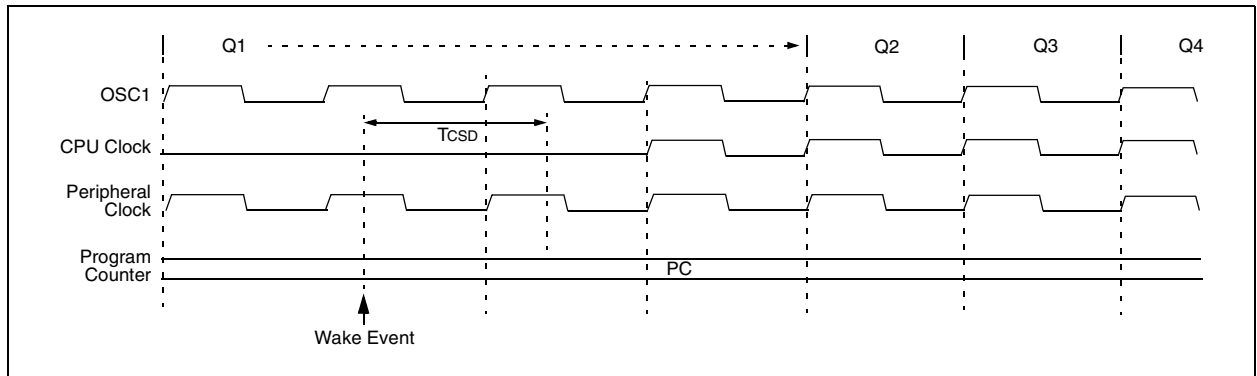 Q1 Q2 Q3 Q4
OSC1
TCSD
CPU Clock
Peripheral
Clock
Program
Counter
PC
Wake Event